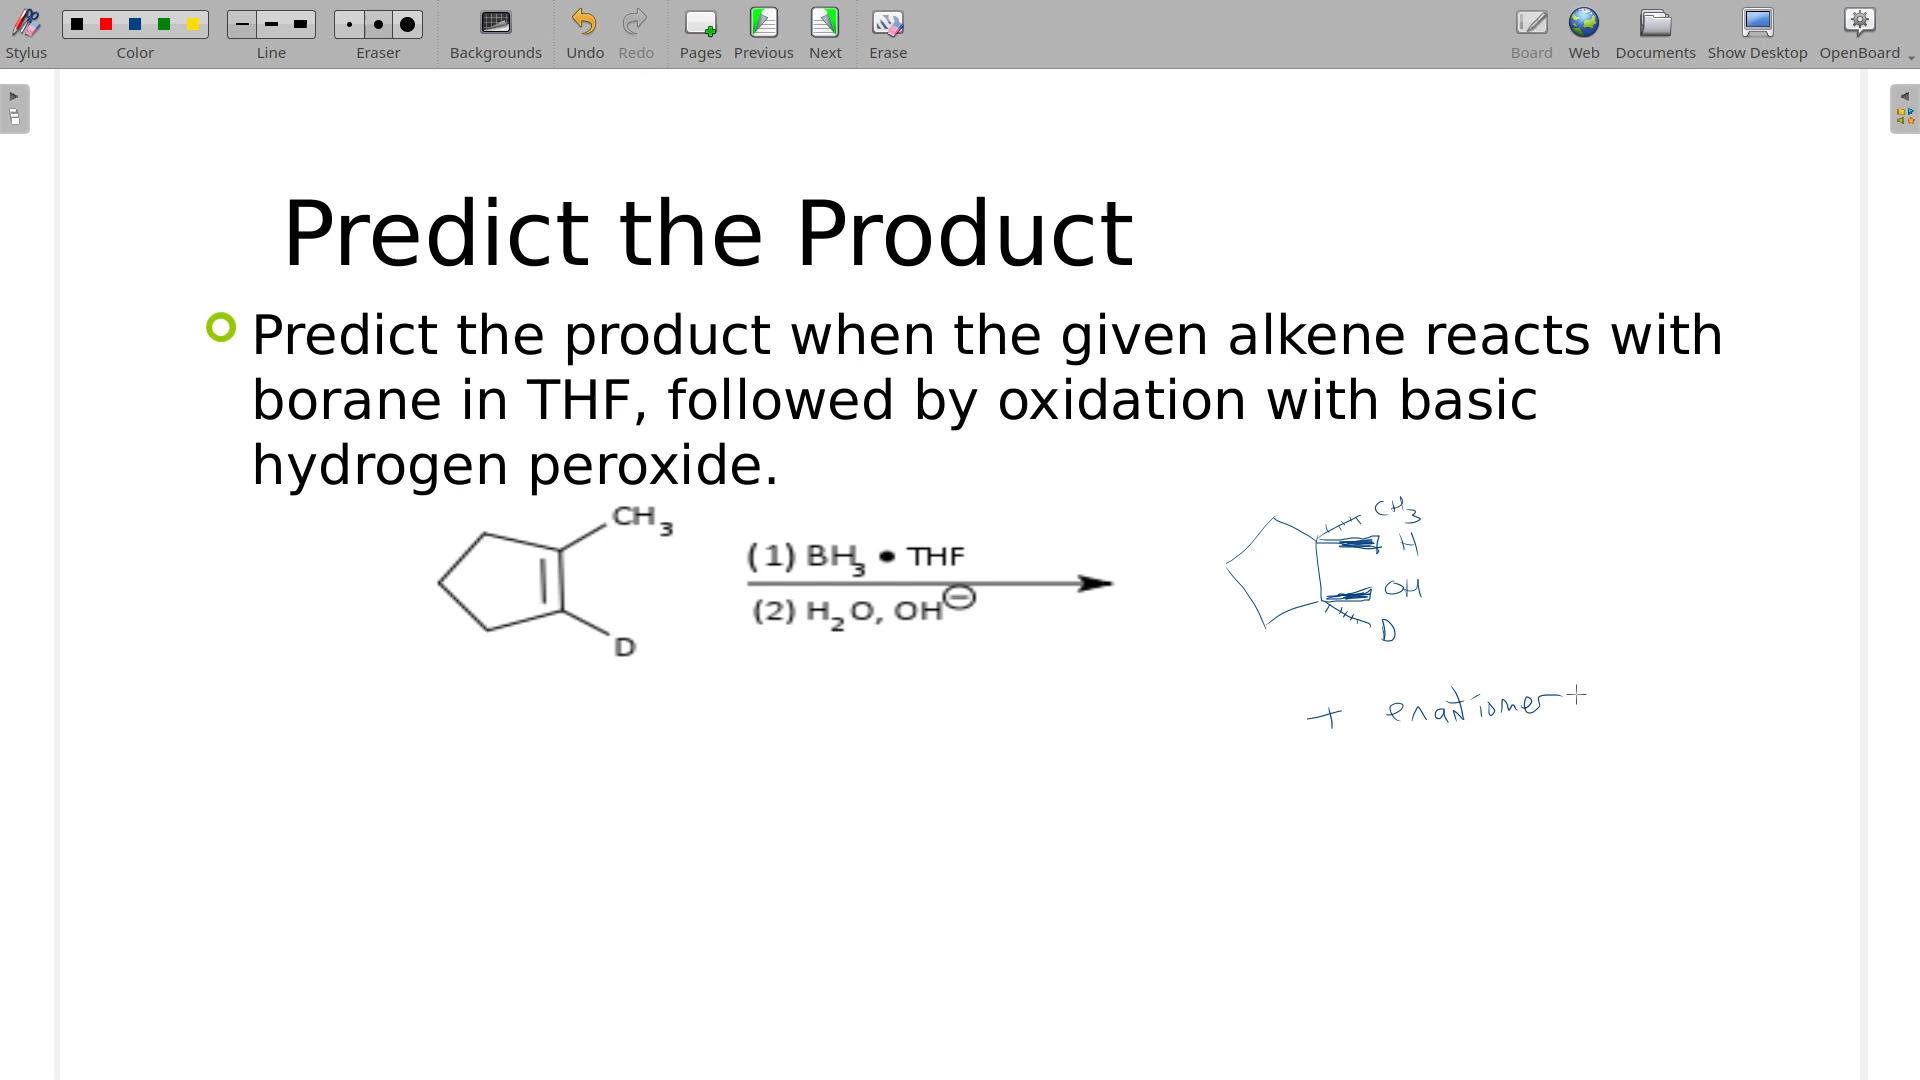 Stylus Color Line Eraser Backgrounds Undo Redo Pages Previous Next Erase Board Web Documents Show Desktop OpenBoard
Predict the Product
Predict the product when the given alkene reacts with
borane in THF, followed by oxidation with basic
hydrogen peroxide.
CH3
D
(1) BH3 • THF
(2) H2O, OH⊖
CH3
H
OH
D
+ enantiomer